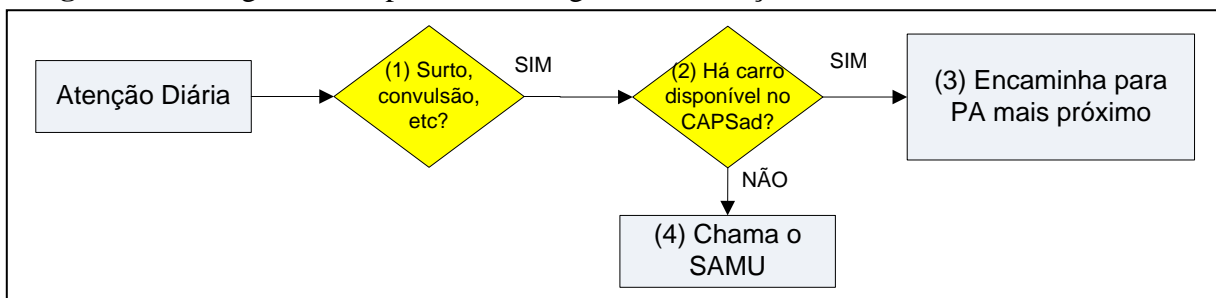 Atenção Diária
(1) Surto,
convulsão,
etc?
SIM
(2) Há carro
disponível no
CAPSad?
SIM
(3) Encaminha para
PA mais próximo
NÃO
(4) Chama o
SAMU